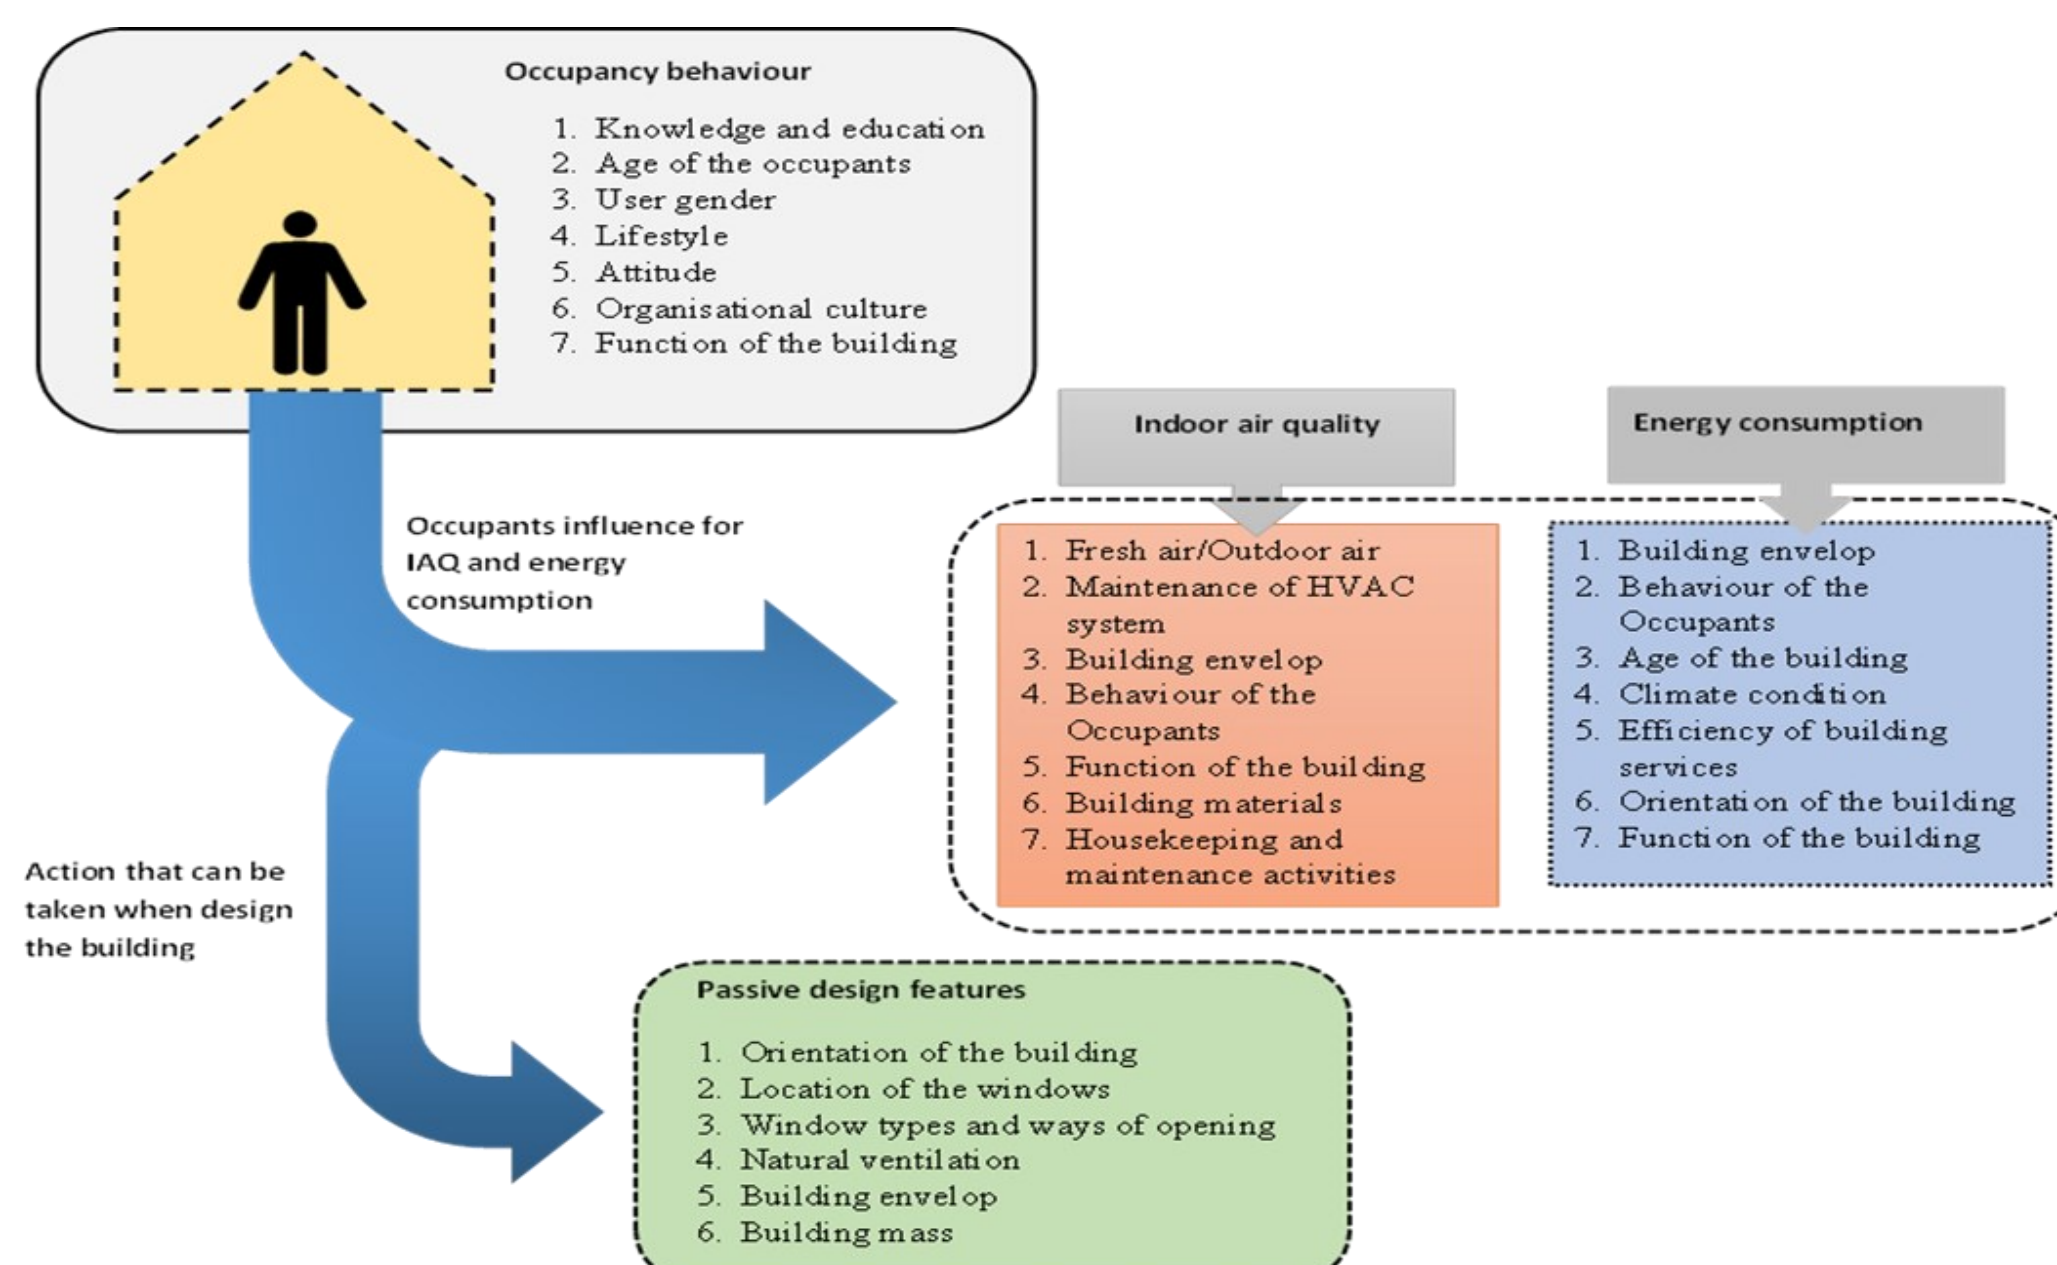 Occupancy behaviour
1. Knowledge and education
2. Age of the occupants
3. User gender
4. Lifestyle
5. Attitude
6. Organisational culture
7. Function of the building
Occupants influence for
IAQ and energy
consumption
Indoor air quality
1. Fresh air/Outdoor air
2. Maintenance of HVAC
system
3. Building envelop
4. Behaviour of the
Occupants
5. Function of the building
6. Building materials
7. Housekeeping and
maintenance activities
Energy consumption
1. Building envelop
2. Behaviour of the
Occupants
3. Age of the building
4. Climate condition
5. Efficiency of building
services
6. Orientation of the building
7. Function of the building
Action that can be
taken when design
the building
Passive design features
1. Orientation of the building
2. Location of the windows
3. Window types and ways of opening
4. Natural ventilation
5. Building envelop
6. Building mass